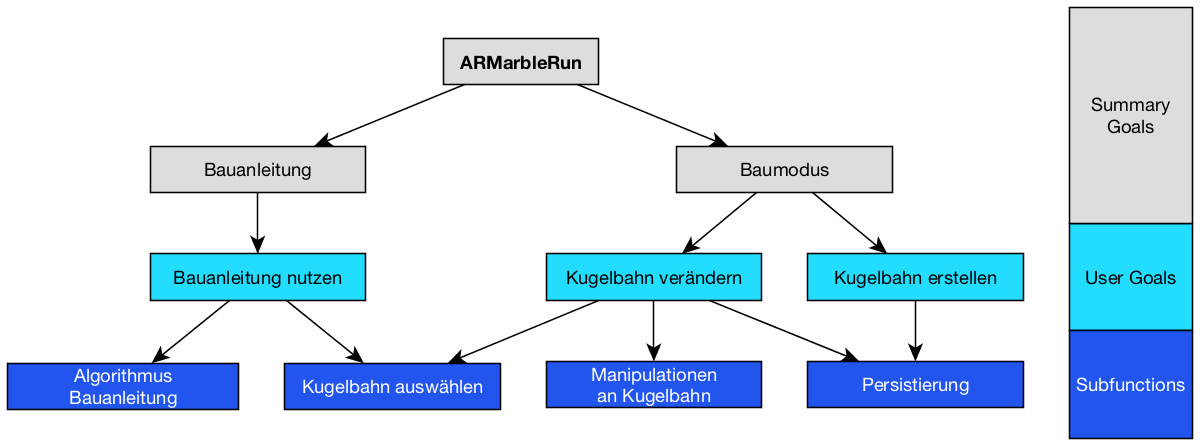 ARMarbleRun
Summary
Goals
Bauanleitung
Baumodus
Bauanleitung nutzen
Kugelbahn verändern
Kugelbahn erstellen
User Goals
Algorithmus
Bauanleitung
Kugelbahn auswählen
Manipulationen
an Kugelbahn
Persistierung
Subfunctions